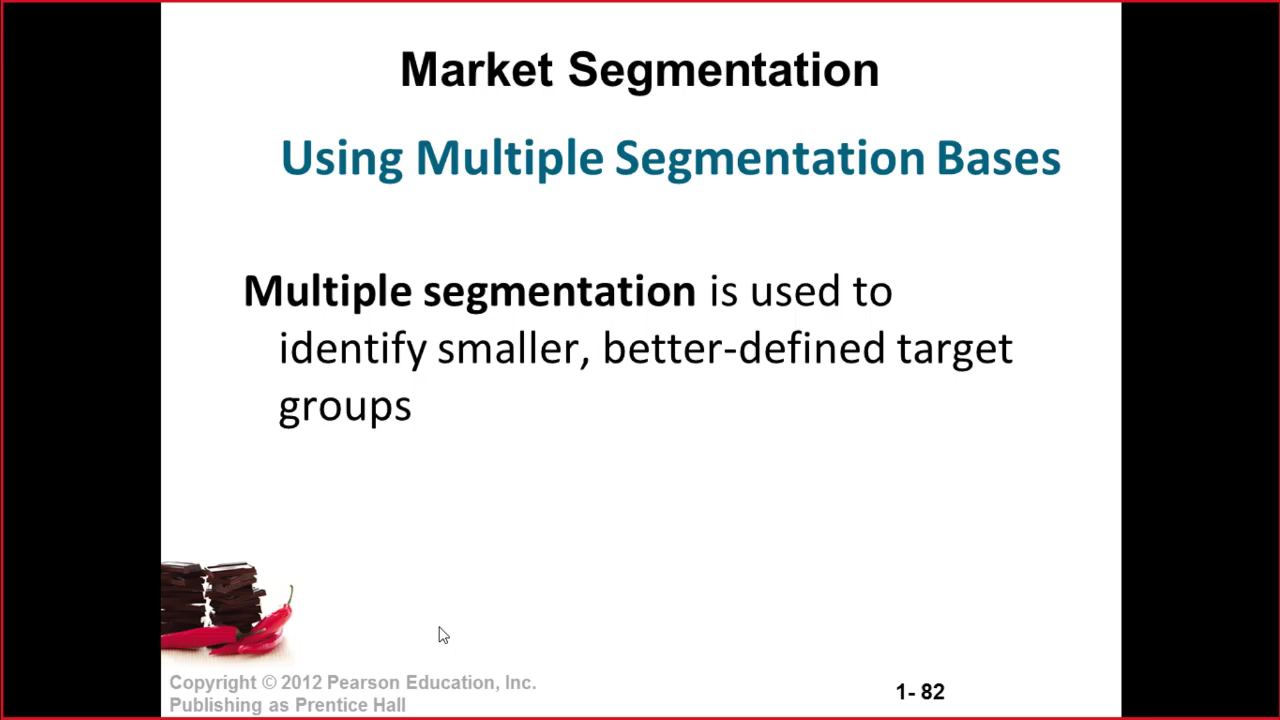 Market Segmentation
Using Multiple Segmentation Bases
Multiple segmentation is used to
identify smaller, better-defined target
groups
Copyright © 2012 Pearson Education, Inc.
Publishing as Prentice Hall
1- 82